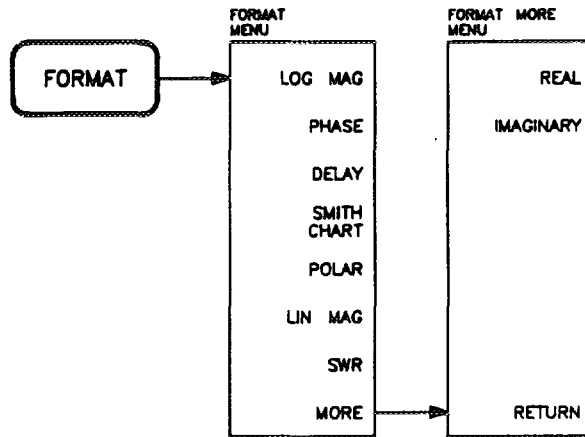 FORMAT
FORMAT
MENU
LOG MAG
PHASE
DELAY
SMITH
CHART
POLAR
LIN MAG
SWR
MORE
FORMAT MORE
MENU
REAL
IMAGINARY
RETURN